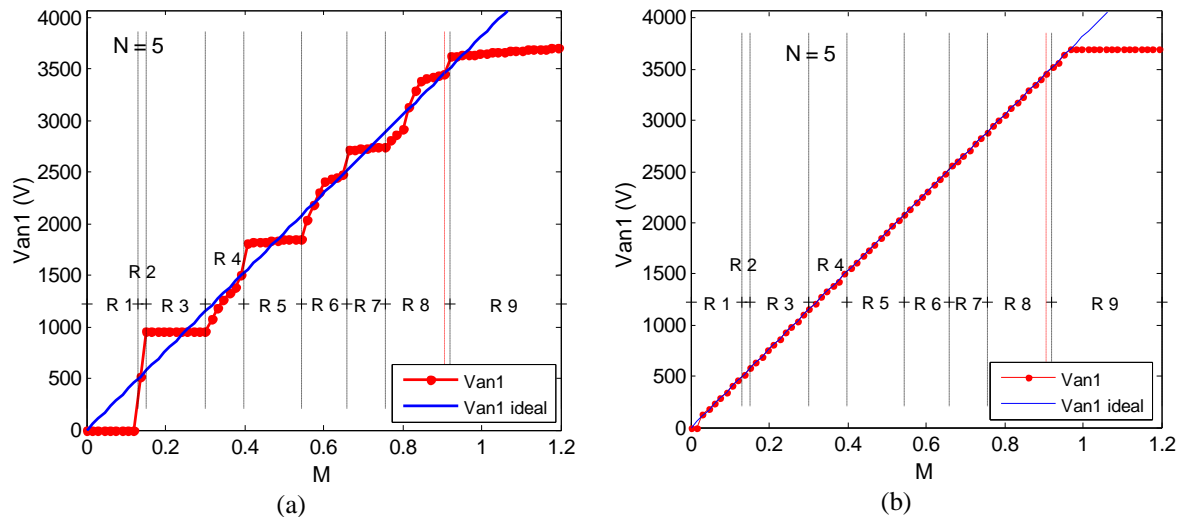 4000
3500
3000
2500
2000
1500
1000
500
0
Van1 (V)
N = 5
R 1
R 2
R 3
R 4
R 5
R 6
R 7
R 8
R 9
Van1
Van1 ideal
0
0.2
0.4
0.6
0.8
1
1.2
M
(a)
4000
3500
3000
2500
2000
1500
1000
500
0
Van1 (V)
N = 5
R 1
R 2
R 3
R 4
R 5
R 6
R 7
R 8
R 9
Van1
Van1 ideal
0
0.2
0.4
0.6
0.8
1
1.2
M
(b)